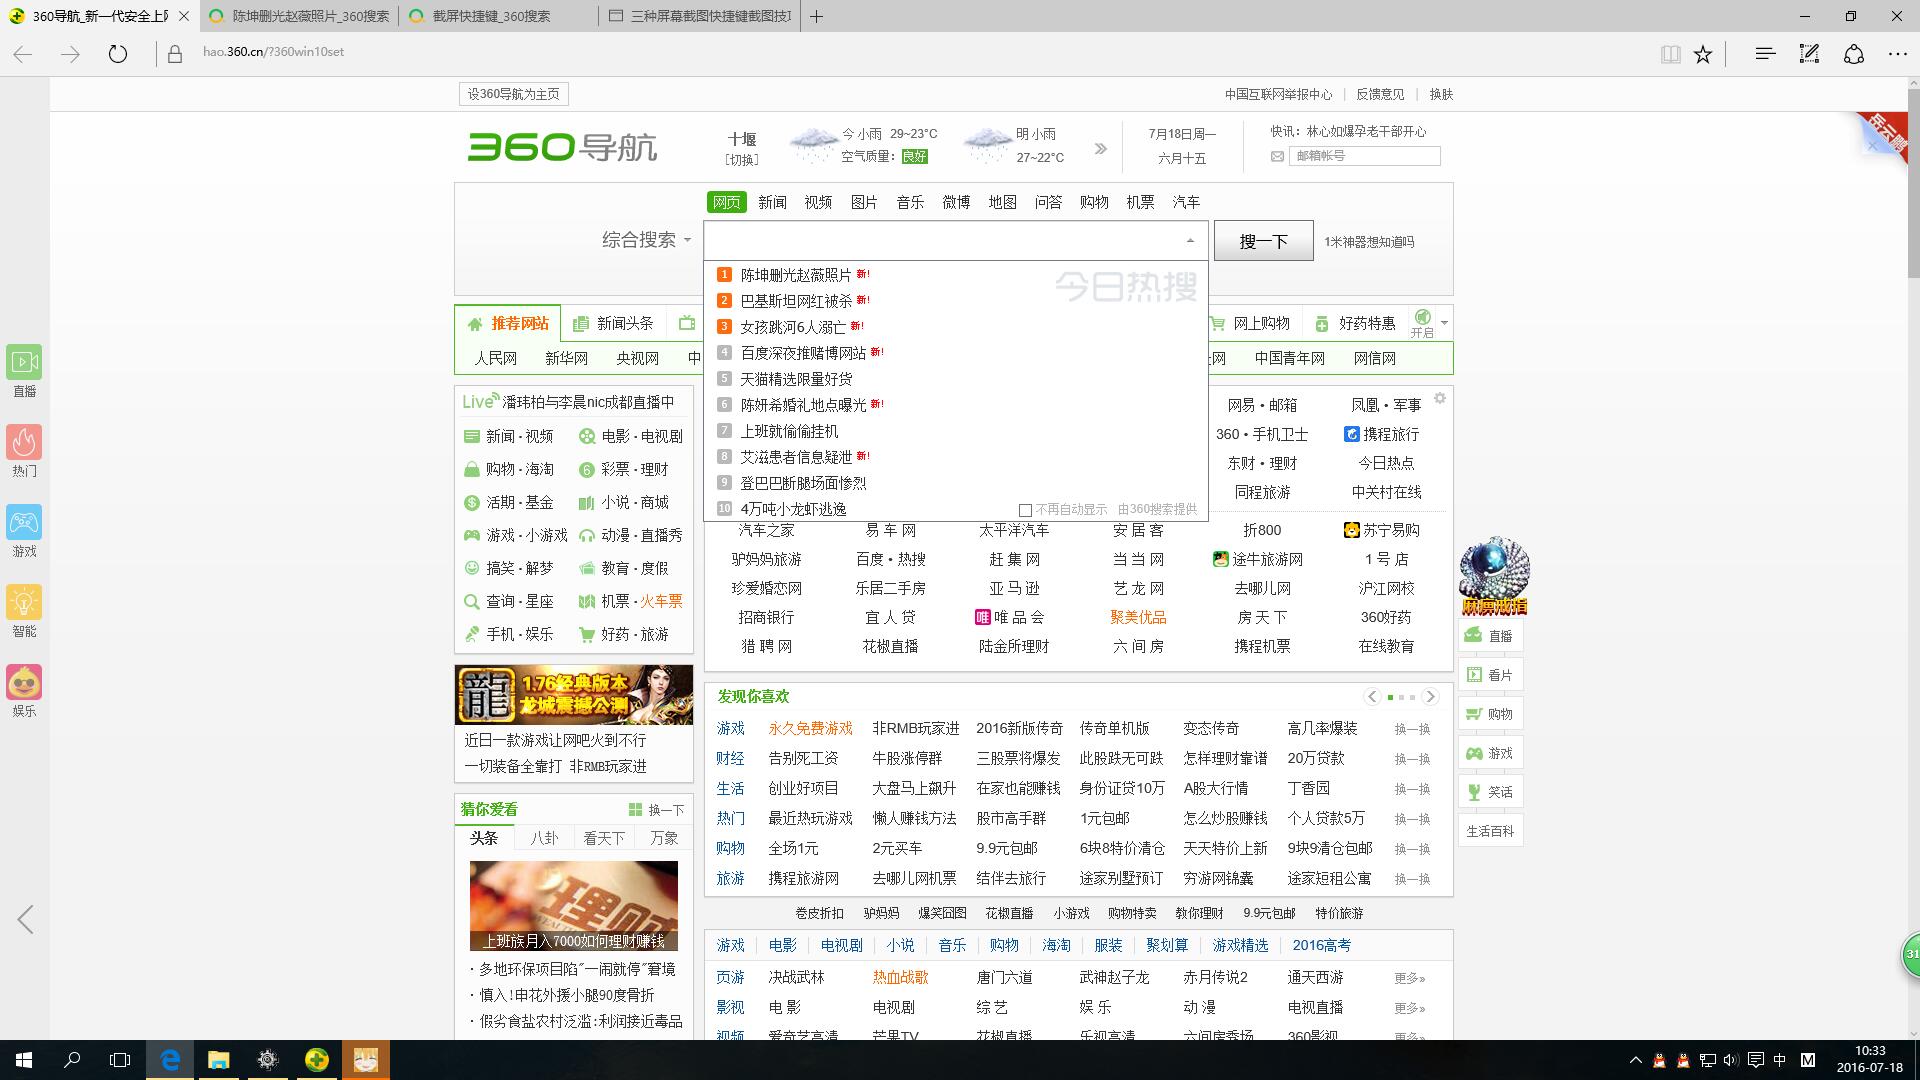 360导航_新一代安全上网
陈坤删光赵薇照片_360搜索
截屏快捷键_360搜索
三种屏幕截图快捷键截图技巧
hao.360.cn/?360win10set
设360导航为主页
中国互联网举报中心 | 反馈意见 | 换肤
360导航
十堰
[切换]
今 小雨 29~23°C
空气质量: 良好
明 小雨
27~22°C
7月18日周一
六月十五
快讯: 林心如爆孕老干部开心
邮箱帐号
岳云鹏
网页 新闻 视频 图片 音乐 微博 地图 问答 购物 机票 汽车
综合搜索
搜一下
1米神器想知道吗
今日热搜
1 陈坤删光赵薇照片 新!
2 巴基斯坦网红被杀 新!
3 女孩跳河6人溺亡 新!
4 百度深夜推赌博网站 新!
5 天猫精选限量好货
6 陈妍希婚礼地点曝光 新!
7 上班就偷偷挂机
8 艾滋患者信息疑泄 新!
9 登巴巴断腿场面惨烈
10 4万吨小龙虾逃逸
不再自动显示 由360搜索提供
推荐网站 新闻头条 网上购物 好药特惠 开启
人民网 新华网 央视网 中 网 中国青年网 网信网
直播
热门
游戏
智能
娱乐
Live 潘玮柏与李晨nic成都直播中
新闻·视频 电影·电视剧
购物·海淘 彩票·理财
活期·基金 小说·商城
游戏·小游戏 动漫·直播秀
搞笑·解梦 教育·度假
查询·星座 机票·火车票
手机·娱乐 好药·旅游
网易·邮箱 凤凰·军事
360·手机卫士 携程旅行
东财·理财 今日热点
同程旅游 中关村在线
汽车之家 易车网 太平洋汽车 安居客 折800 苏宁易购
驴妈妈旅游 百度·热搜 赶集网 当当网 途牛旅游网 1号店
珍爱婚恋网 乐居二手房 亚马逊 艺龙网 去哪儿网 沪江网校
招商银行 宜人贷 唯 唯品会 聚美优品 房天下 360好药
猎聘网 花椒直播 陆金所理财 六间房 携程机票 在线教育
龍
1.76经典版本
龙城震撼公测
近日一款游戏让网吧火到不行
一切装备全靠打 非RMB玩家进
猜你爱看 换一下
头条 八卦 看天下 万象
理财
上班族月入7000如何理财赚钱
· 多地环保项目陷"一闹就停"窘境
· 慎入!申花外援小腿90度骨折
· 假劣食盐农村泛滥:利润接近毒品
发现你喜欢
游戏 永久免费游戏 非RMB玩家进 2016新版传奇 传奇单机版 变态传奇 高几率爆装 换一换
财经 告别死工资 牛股涨停群 三股票将爆发 此股跌无可跌 怎样理财靠谱 20万贷款 换一换
生活 创业好项目 大盘马上飙升 在家也能赚钱 身份证贷10万 A股大行情 丁香园 换一换
热门 最近热玩游戏 懒人赚钱方法 股市高手群 1元包邮 怎么炒股赚钱 个人贷款5万 换一换
购物 全场1元 2元买车 9.9元包邮 6块8特价清仓 天天特价上新 9块9清仓包邮 换一换
旅游 携程旅游网 去哪儿网机票 结伴去旅行 途家别墅预订 穷游网锦囊 途家短租公寓 换一换
卷皮折扣 驴妈妈 爆笑囧图 花椒直播 小游戏 购物特卖 教你理财 9.9元包邮 特价旅游
游戏 电影 电视剧 小说 音乐 购物 海淘 服装 聚划算 游戏精选 2016高考
页游 决战武林 热血战歌 唐门六道 武神赵子龙 赤月传说2 通天西游 更多»
影视 电影 电视剧 综艺 娱乐 动漫 电视直播 更多»
视频 爱奇艺高清 芒果TV 花椒直播 乐视高清 六间房秀场 360影视 更多»
麻痹戒指
直播
看片
购物
游戏
笑话
生活百科
31
中
M
10:33
2016-07-18